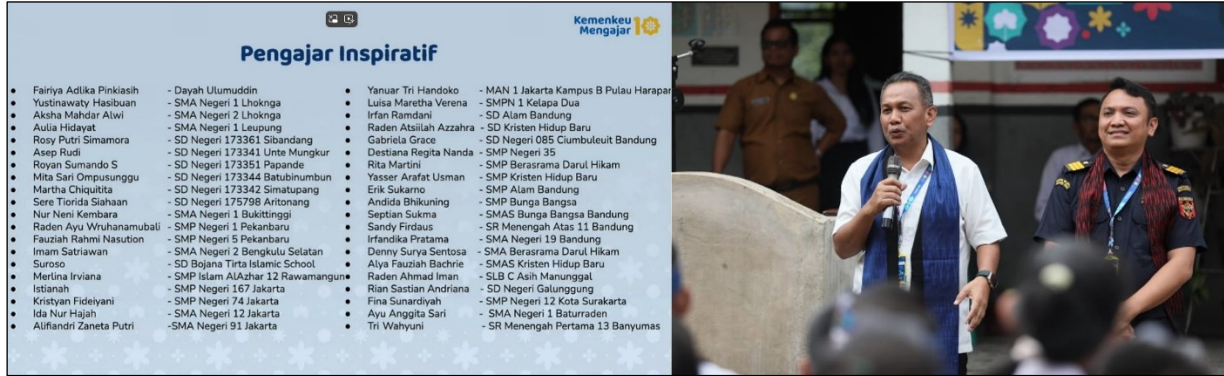 Kemenkeu
Mengajar 10
Pengajar Inspiratif
• Fairiya Adlika Pinkiasih - Dayah Ulumuddin
• Yustinawaty Hasibuan - SMA Negeri 1 Lhoknga
• Aksha Mahdar Alwi - SMA Negeri 2 Lhoknga
• Aulia Hidayat - SMA Negeri 1 Leupung
• Rosy Putri Simamora - SD Negeri 173361 Sibandang
• Asep Rudi - SD Negeri 173341 Unte Mungkur
• Royan Sumando S - SD Negeri 173351 Papande
• Mita Sari Ompusunggu - SD Negeri 173344 Batubinumbun
• Martha Chiquitita - SD Negeri 173342 Simatupang
• Sere Tiorida Siahaan - SD Negeri 175798 Aritonang
• Nur Neni Kembara - SMA Negeri 1 Bukittinggi
• Raden Ayu Wruhanamubali - SMP Negeri 1 Pekanbaru
• Fauziah Rahmi Nasution - SMP Negeri 5 Pekanbaru
• Imam Satriawan - SMA Negeri 2 Bengkulu Selatan
• Suroso - SD Bojana Tirta Islamic School
• Merlina Irviana - SMP Islam AlAzhar 12 Rawamangun
• Istianah - SMP Negeri 167 Jakarta
• Kristyan Fideiyani - SMP Negeri 74 Jakarta
• Ida Nur Hajah - SMA Negeri 12 Jakarta
• Alifiandri Zaneta Putri -SMA Negeri 91 Jakarta
• Yanuar Tri Handoko - MAN 1 Jakarta Kampus B Pulau Harapan
• Luisa Maretha Verena - SMPN 1 Kelapa Dua
• Irfan Ramdani - SD Alam Bandung
• Raden Atsiilah Azzahra - SD Kristen Hidup Baru
• Gabriela Grace - SD Negeri 085 Ciumbuleuit Bandung
• Destiana Regita Nanda - SMP Negeri 35
• Rita Martini - SMP Berasrama Darul Hikam
• Yasser Arafat Usman - SMP Kristen Hidup Baru
• Erik Sukarno - SMP Alam Bandung
• Andida Bhikuning - SMP Bunga Bangsa
• Septian Sukma - SMAS Bunga Bangsa Bandung
• Sandy Firdaus - SR Menengah Atas 11 Bandung
• Irfandika Pratama - SMA Negeri 19 Bandung
• Denny Surya Sentosa - SMA Berasrama Darul Hikam
• Alya Fauziah Bachrie - SMAS Kristen Hidup Baru
• Raden Ahmad Iman - SLB C Asih Manunggal
• Rian Sastian Andriana - SD Negeri Galunggung
• Fina Sunardiyah - SMP Negeri 12 Kota Surakarta
• Ayu Anggita Sari - SMA Negeri 1 Baturraden
• Tri Wahyuni - SR Menengah Pertama 13 Banyumas